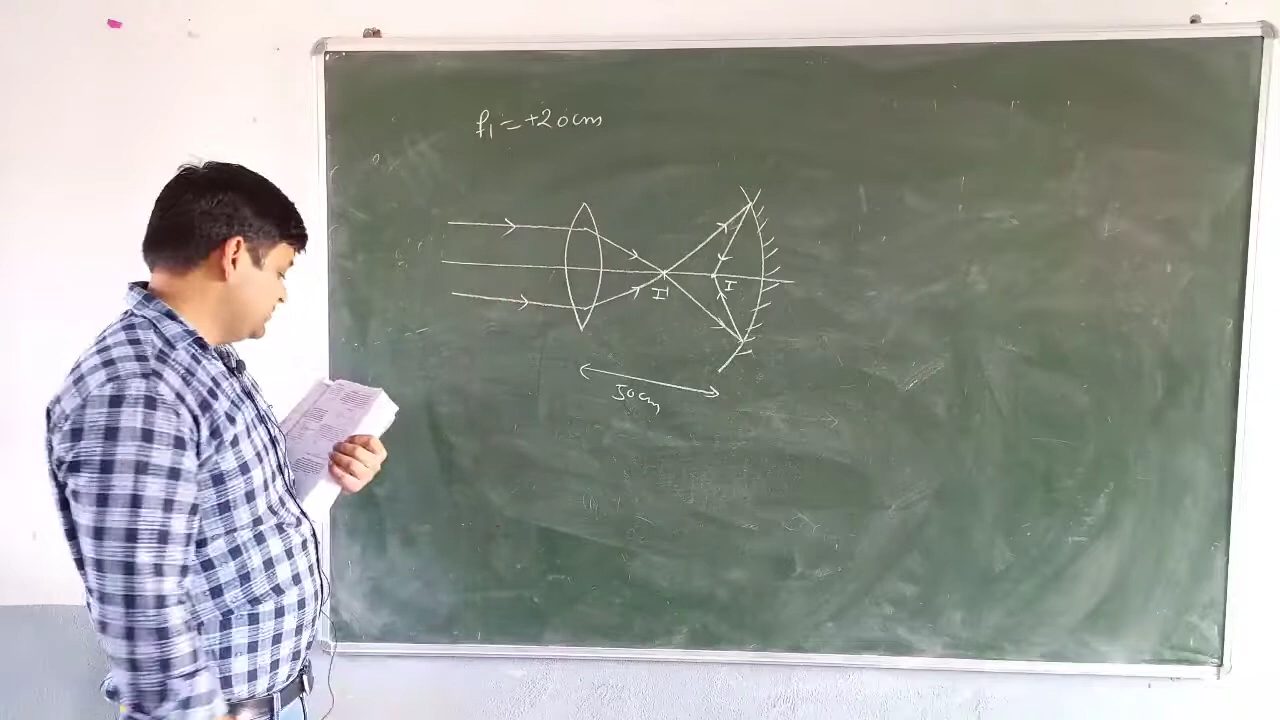 f₁ = +20cm
I'
I
50cm